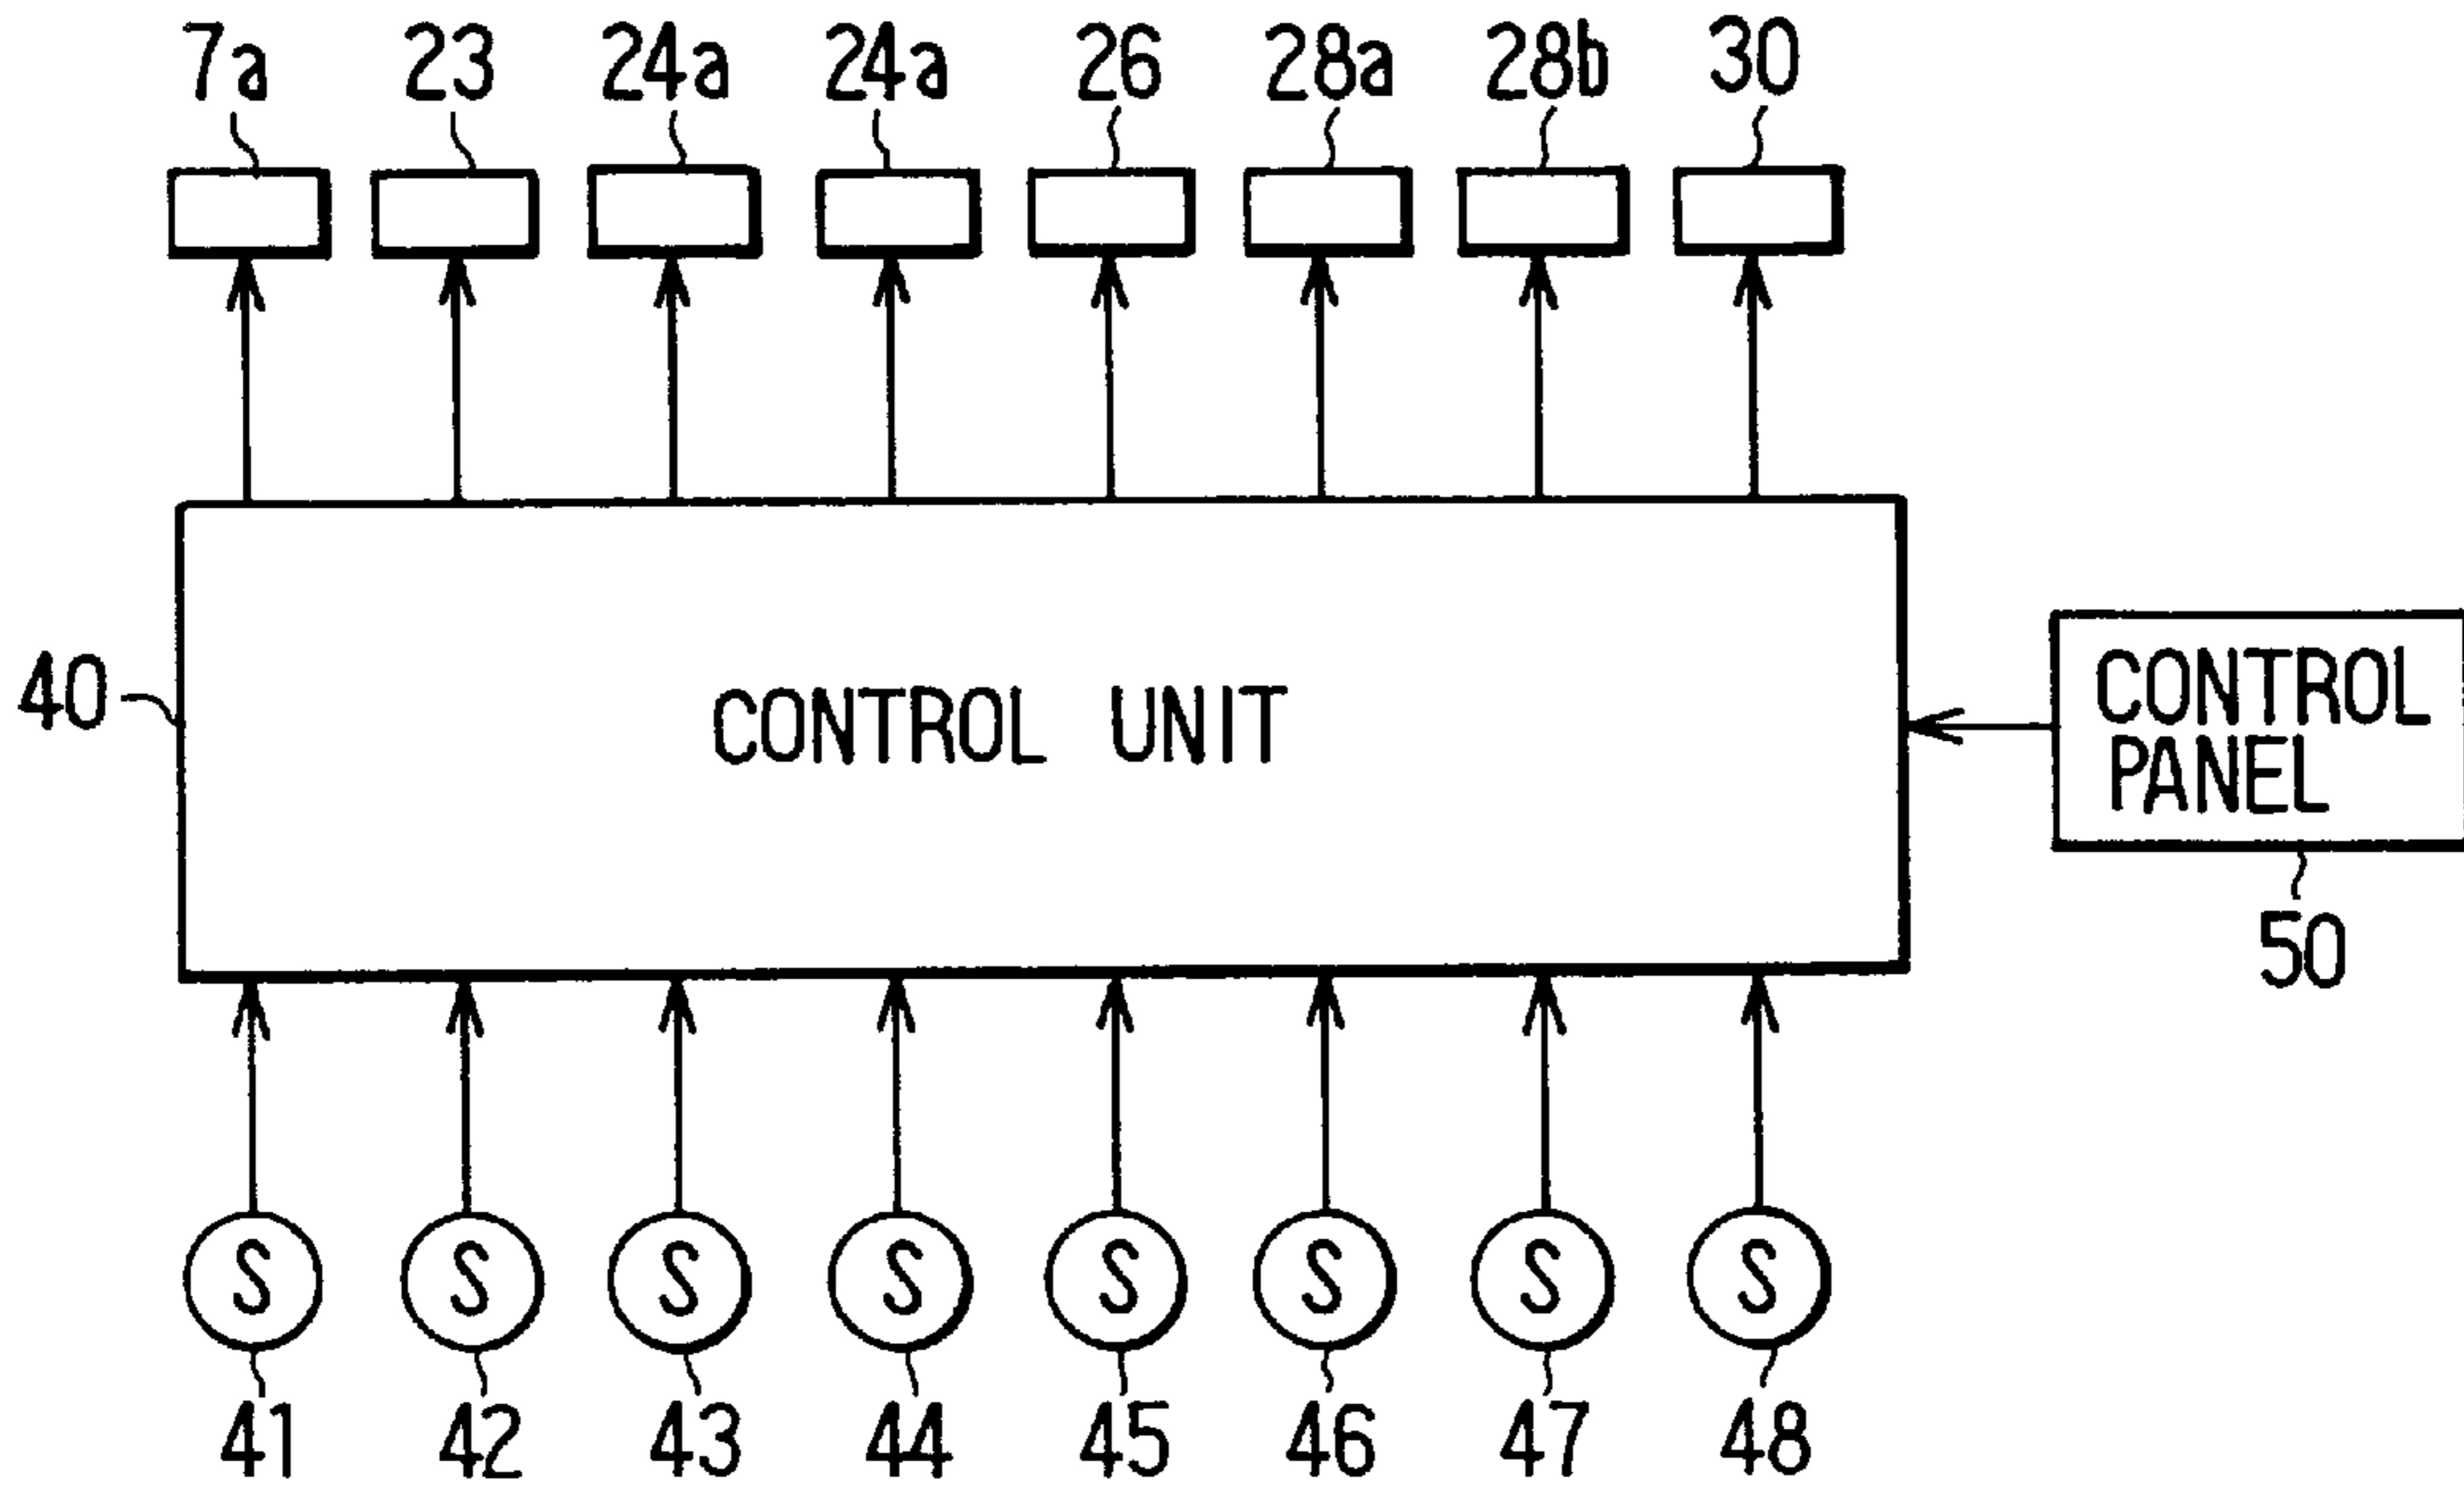 7a 23 24a 24a 26 28a 28b 30
40
CONTROL UNIT
CONTROL
PANEL
50
S S S S S S S S
41 42 43 44 45 46 47 48